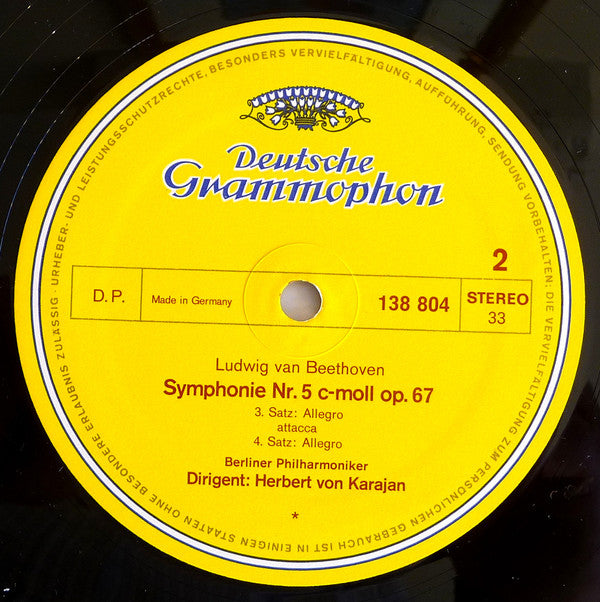 URHEBER- UND LEISTUNGSSCHUTZRECHTE, BESONDERS VERVIELFÄLTIGUNG, AUFFÜHRUNG, SENDUNG VORBEHALTEN. DIE VERVIELFÄLTIGUNG ZUM PERSÖNLICHEN GEBRAUCH IST IN EINIGEN STAATEN OHNE BESONDERE ERLAUBNIS ZULÄSSIG ·
Deutsche
Grammophon
2
D. P.
Made in Germany
138 804
STEREO
33
Ludwig van Beethoven
Symphonie Nr. 5 c-moll op. 67
3. Satz: Allegro
attacca
4. Satz: Allegro
Berliner Philharmoniker
Dirigent: Herbert von Karajan
*